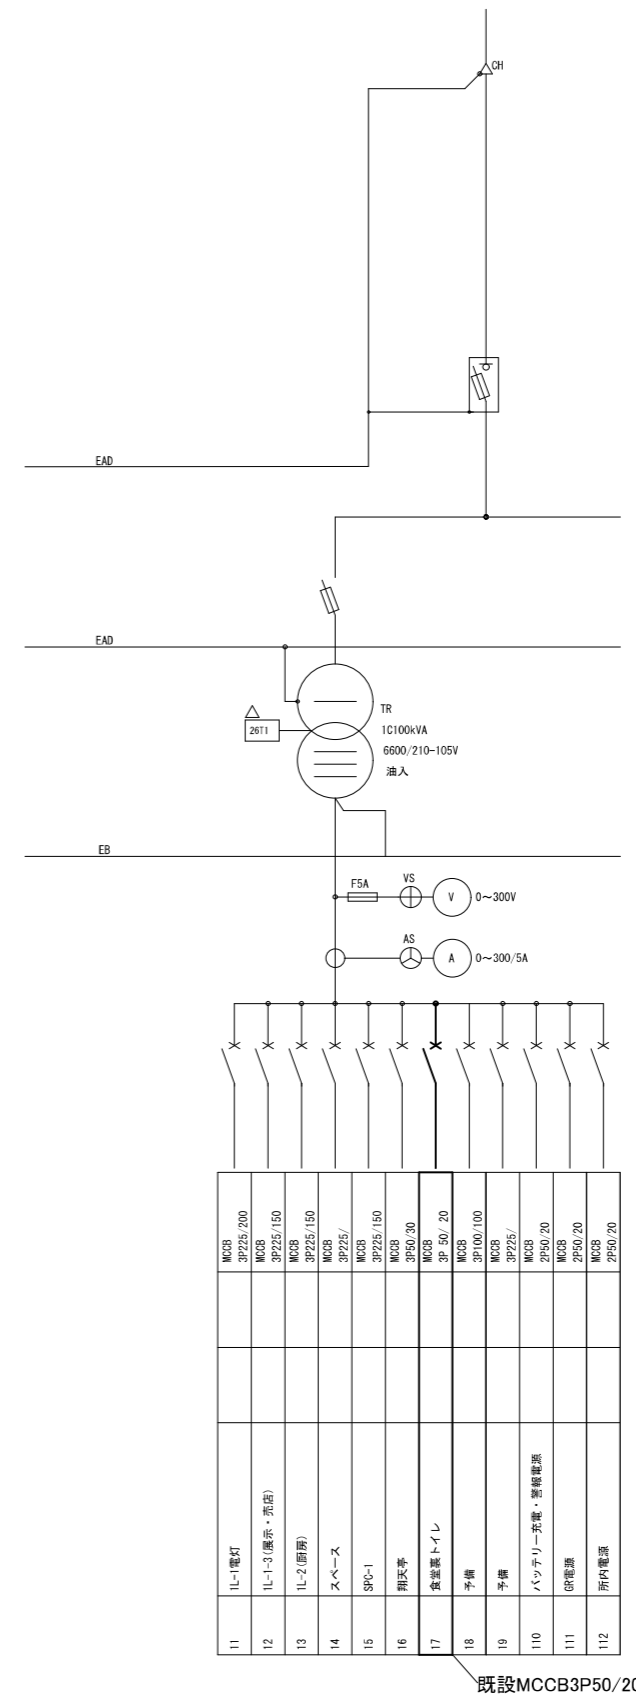 CH
EAD
EAD
TR
1C100kVA
6600/210-105V
油入
26T1
EB
F5A
VS
V
0～300V
AS
A
0～300/5A
MCCB
3P225/200
MCCB
3P225/150
MCCB
3P225/150
MCCB
3P225/
MCCB
3P225/150
MCCB
3P50/30
MCCB
3P 50/ 20
MCCB
3P100/100
MCCB
3P225/
MCCB
2P50/20
MCCB
2P50/20
MCCB
2P50/20
1L-1電灯
1L-1-3(展示・売店)
1L-2(厨房)
スペース
SPC-1
翔天亭
食堂裏トイレ
予備
予備
バッテリー充電・警報電源
GR電源
所内電源
11
12
13
14
15
16
17
18
19
110
111
112
既設MCCB3P50/20